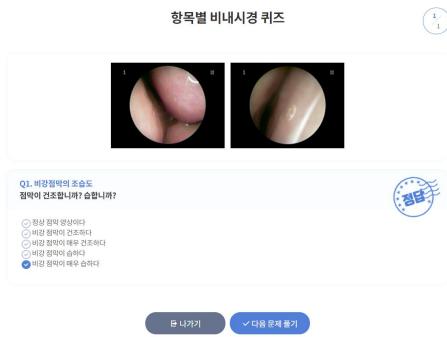 항목별 비내시경 퀴즈
1
1
1
1
Q1. 비강점막의 조습도
점막이 건조합니까? 습합니까?
정답
정상 점막 양상이다
비강 점막이 건조하다
비강 점막이 매우 건조하다
비강 점막이 습하다
비강 점막이 매우 습하다
나가기
다음 문제 풀기